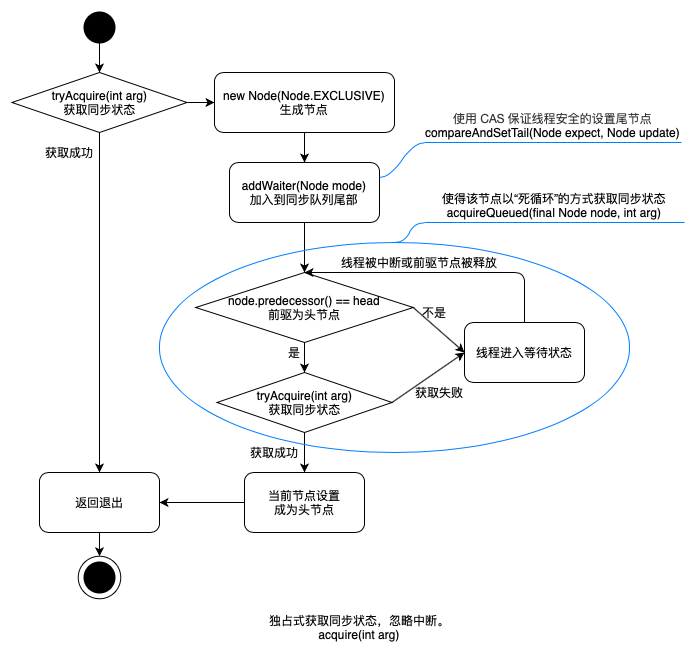 tryAcquire(int arg)
获取同步状态
new Node(Node.EXCLUSIVE)
生成节点
使用 CAS 保证线程安全的设置尾节点
compareAndSetTail(Node expect, Node update)
获取成功
addWaiter(Node mode)
加入到同步队列尾部
使得该节点以“死循环”的方式获取同步状态
acquireQueued(final Node node, int arg)
线程被中断或前驱节点被释放
node.predecessor() == head
前驱为头节点
不是
是
线程进入等待状态
tryAcquire(int arg)
获取同步状态
获取失败
获取成功
返回退出
当前节点设置
成为头节点
独占式获取同步状态，忽略中断。
acquire(int arg)